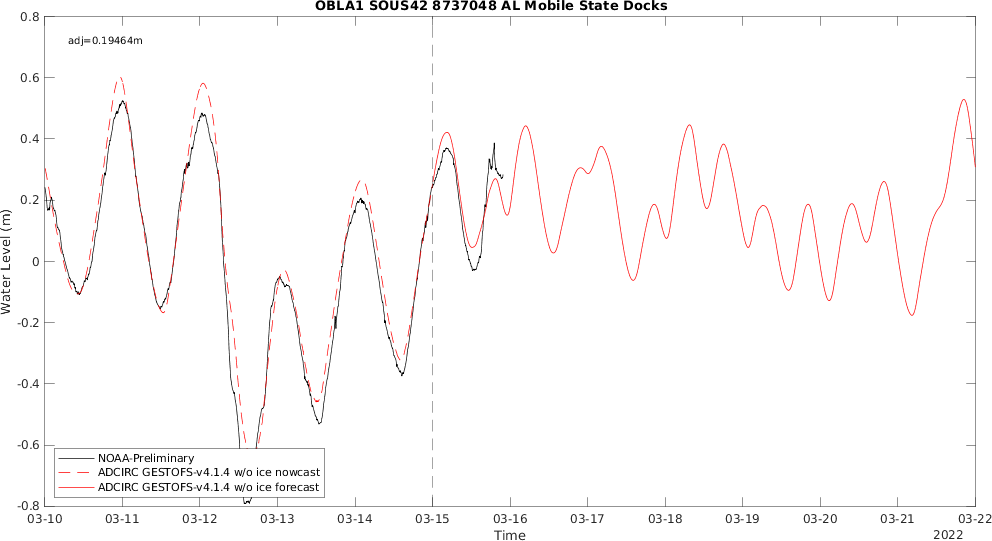 OBLA1 SOUS42 8737048 AL Mobile State Docks
adj=0.19464m
0.8
0.6
0.4
0.2
0
-0.2
-0.4
-0.6
-0.8
Water Level (m)
NOAA-Preliminary
ADCIRC GESTOFS-v4.1.4 w/o ice nowcast
ADCIRC GESTOFS-v4.1.4 w/o ice forecast
03-10 03-11 03-12 03-13 03-14 03-15 03-16 03-17 03-18 03-19 03-20 03-21 03-22
Time
2022